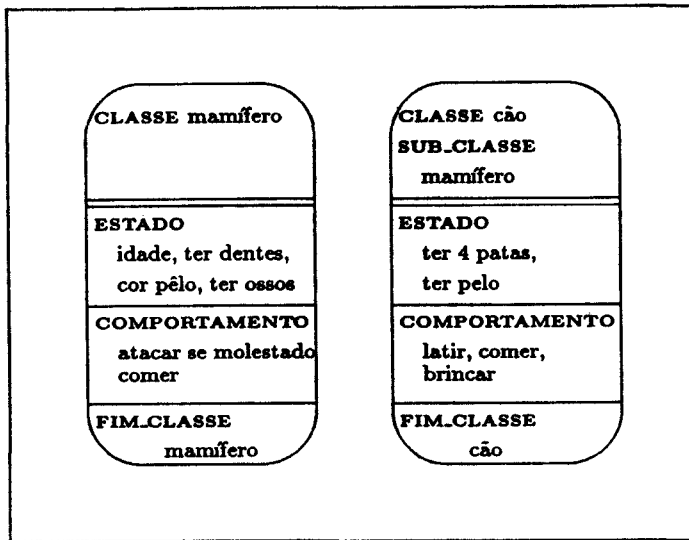 CLASSE mamífero
ESTADO
idade, ter dentes,
cor pêlo, ter ossos
COMPORTAMENTO
atacar se molestado
comer
FIM_CLASSE
mamífero
CLASSE cão
SUB_CLASSE
mamífero
ESTADO
ter 4 patas,
ter pelo
COMPORTAMENTO
latir, comer,
brincar
FIM_CLASSE
cão